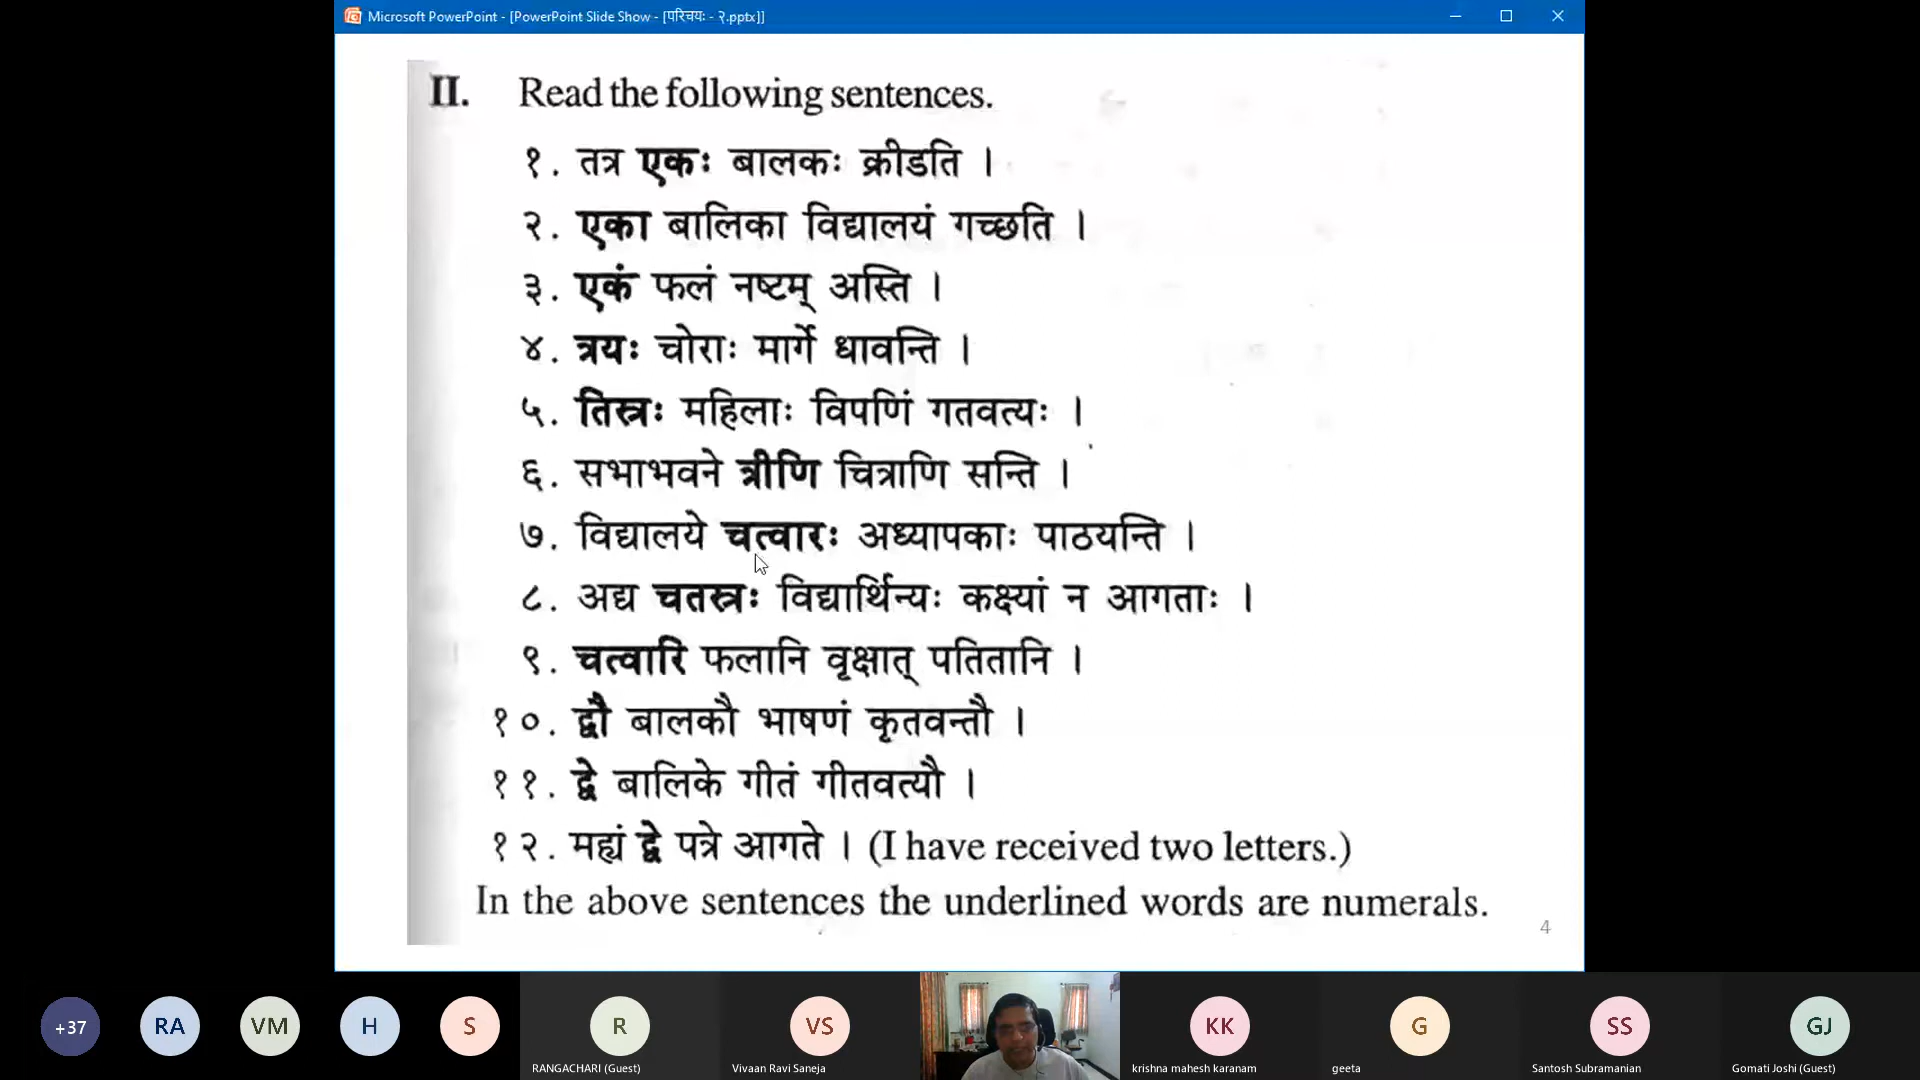 Microsoft PowerPoint - [PowerPoint Slide Show - [परिचयः - २.pptx]]
II. Read the following sentences.
१. तत्र एकः बालकः क्रीडति ।
२. एका बालिका विद्यालयं गच्छति ।
३. एकं फलं नष्टम् अस्ति ।
४. त्रयः चोराः मार्गे धावन्ति ।
५. तिस्रः महिलाः विपणिं गतवत्यः ।
६. सभाभवने त्रीणि चित्राणि सन्ति ।
७. विद्यालये चत्वारः अध्यापकाः पाठयन्ति ।
८. अद्य चतस्रः विद्यार्थिन्यः कक्ष्यां न आगताः ।
९. चत्वारि फलानि वृक्षात् पतितानि ।
१०. द्वौ बालकौ भाषणं कृतवन्तौ ।
११. द्वे बालिके गीतं गीतवत्यौ ।
१२. मह्यं द्वे पत्रे आगते । (I have received two letters.)
In the above sentences the underlined words are numerals.
4
+37 RA VM H S R VS KK G SS GJ
RANGACHARI (Guest) Vivaan Ravi Saneja krishna mahesh karanam geeta Santosh Subramanian Gomati Joshi (Guest)